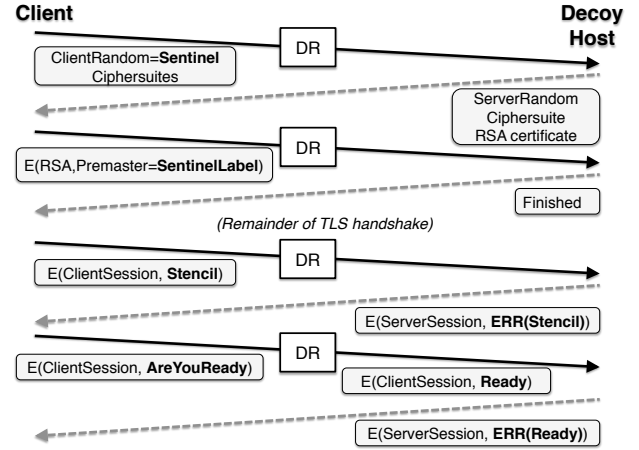 Client
Decoy
Host
DR
ClientRandom=Sentinel
Ciphersuites
ServerRandom
Ciphersuite
RSA certificate
DR
E(RSA,Premaster=SentinelLabel)
Finished
(Remainder of TLS handshake)
DR
E(ClientSession, Stencil)
E(ServerSession, ERR(Stencil))
DR
E(ClientSession, AreYouReady)
E(ClientSession, Ready)
E(ServerSession, ERR(Ready))